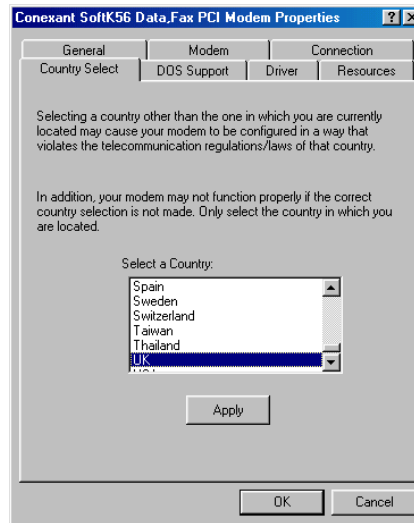 Conexant SoftK56 Data,Fax PCI Modem Properties
General Modem Connection
Country Select DOS Support Driver Resources
Selecting a country other than the one in which you are currently
located may cause your modem to be configured in a way that
violates the telecommunication regulations/laws of that country.
In addition, your modem may not function properly if the correct
country selection is not made. Only select the country in which you
are located.
Select a Country:
Spain
Sweden
Switzerland
Taiwan
Thailand
UK
Apply
OK Cancel